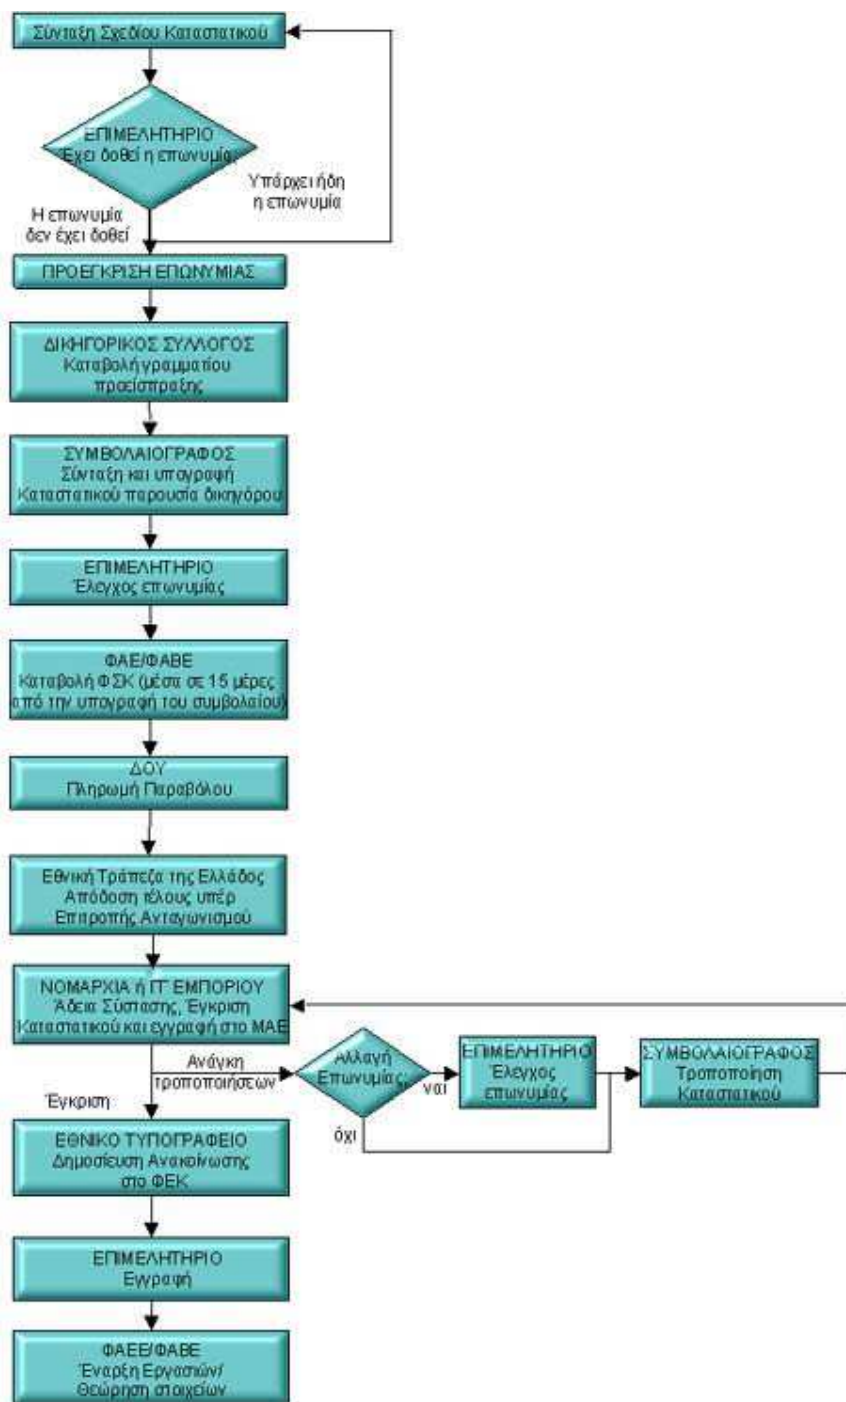 Σύνταξη Σχεδίου Καταστατικού
ΕΠΙΜΕΛΗΤΗΡΙΟ
Έχει δοθεί η επωνυμία;
Υπάρχει ήδη
η επωνυμία
Η επωνυμία
δεν έχει δοθεί
ΠΡΟΕΓΚΡΙΣΗ ΕΠΩΝΥΜΙΑΣ
ΔΙΚΗΓΟΡΙΚΟΣ ΣΥΛΛΟΓΟΣ
Καταβολή γραμματίου
προείσπραξης
ΣΥΜΒΟΛΑΙΟΓΡΑΦΟΣ
Σύνταξη και υπογραφή
Καταστατικού παρουσία δικηγόρου
ΕΠΙΜΕΛΗΤΗΡΙΟ
Έλεγχος επωνυμίας
ΦΑΕ/ΦΑΒΕ
Καταβολή ΦΣΚ (μέσα σε 15 μέρες
από την υπογραφή του συμβολαίου)
ΔΟΥ
Πληρωμή Παραβόλου
Εθνική Τράπεζα της Ελλάδος
Απόδοση τέλους υπέρ
Επιτροπής Ανταγωνισμού
ΝΟΜΑΡΧΙΑ ή ΓΓ ΕΜΠΟΡΙΟΥ
Άδεια Σύστασης, Έγκριση
Καταστατικού και εγγραφή στο ΜΑΕ
Ανάγκη
τροποποιήσεων
Αλλαγή
Επωνυμίας;
ναι
ΕΠΙΜΕΛΗΤΗΡΙΟ
Έλεγχος
επωνυμίας
ΣΥΜΒΟΛΑΙΟΓΡΑΦΟΣ
Τροποποίηση
Καταστατικού
όχι
Έγκριση
ΕΘΝΙΚΟ ΤΥΠΟΓΡΑΦΕΙΟ
Δημοσίευση Ανακοίνωσης
στο ΦΕΚ
ΕΠΙΜΕΛΗΤΗΡΙΟ
Εγγραφή
ΦΑΕΕ/ΦΑΒΕ
Έναρξη Εργασιών/
Θεώρηση στοιχείων